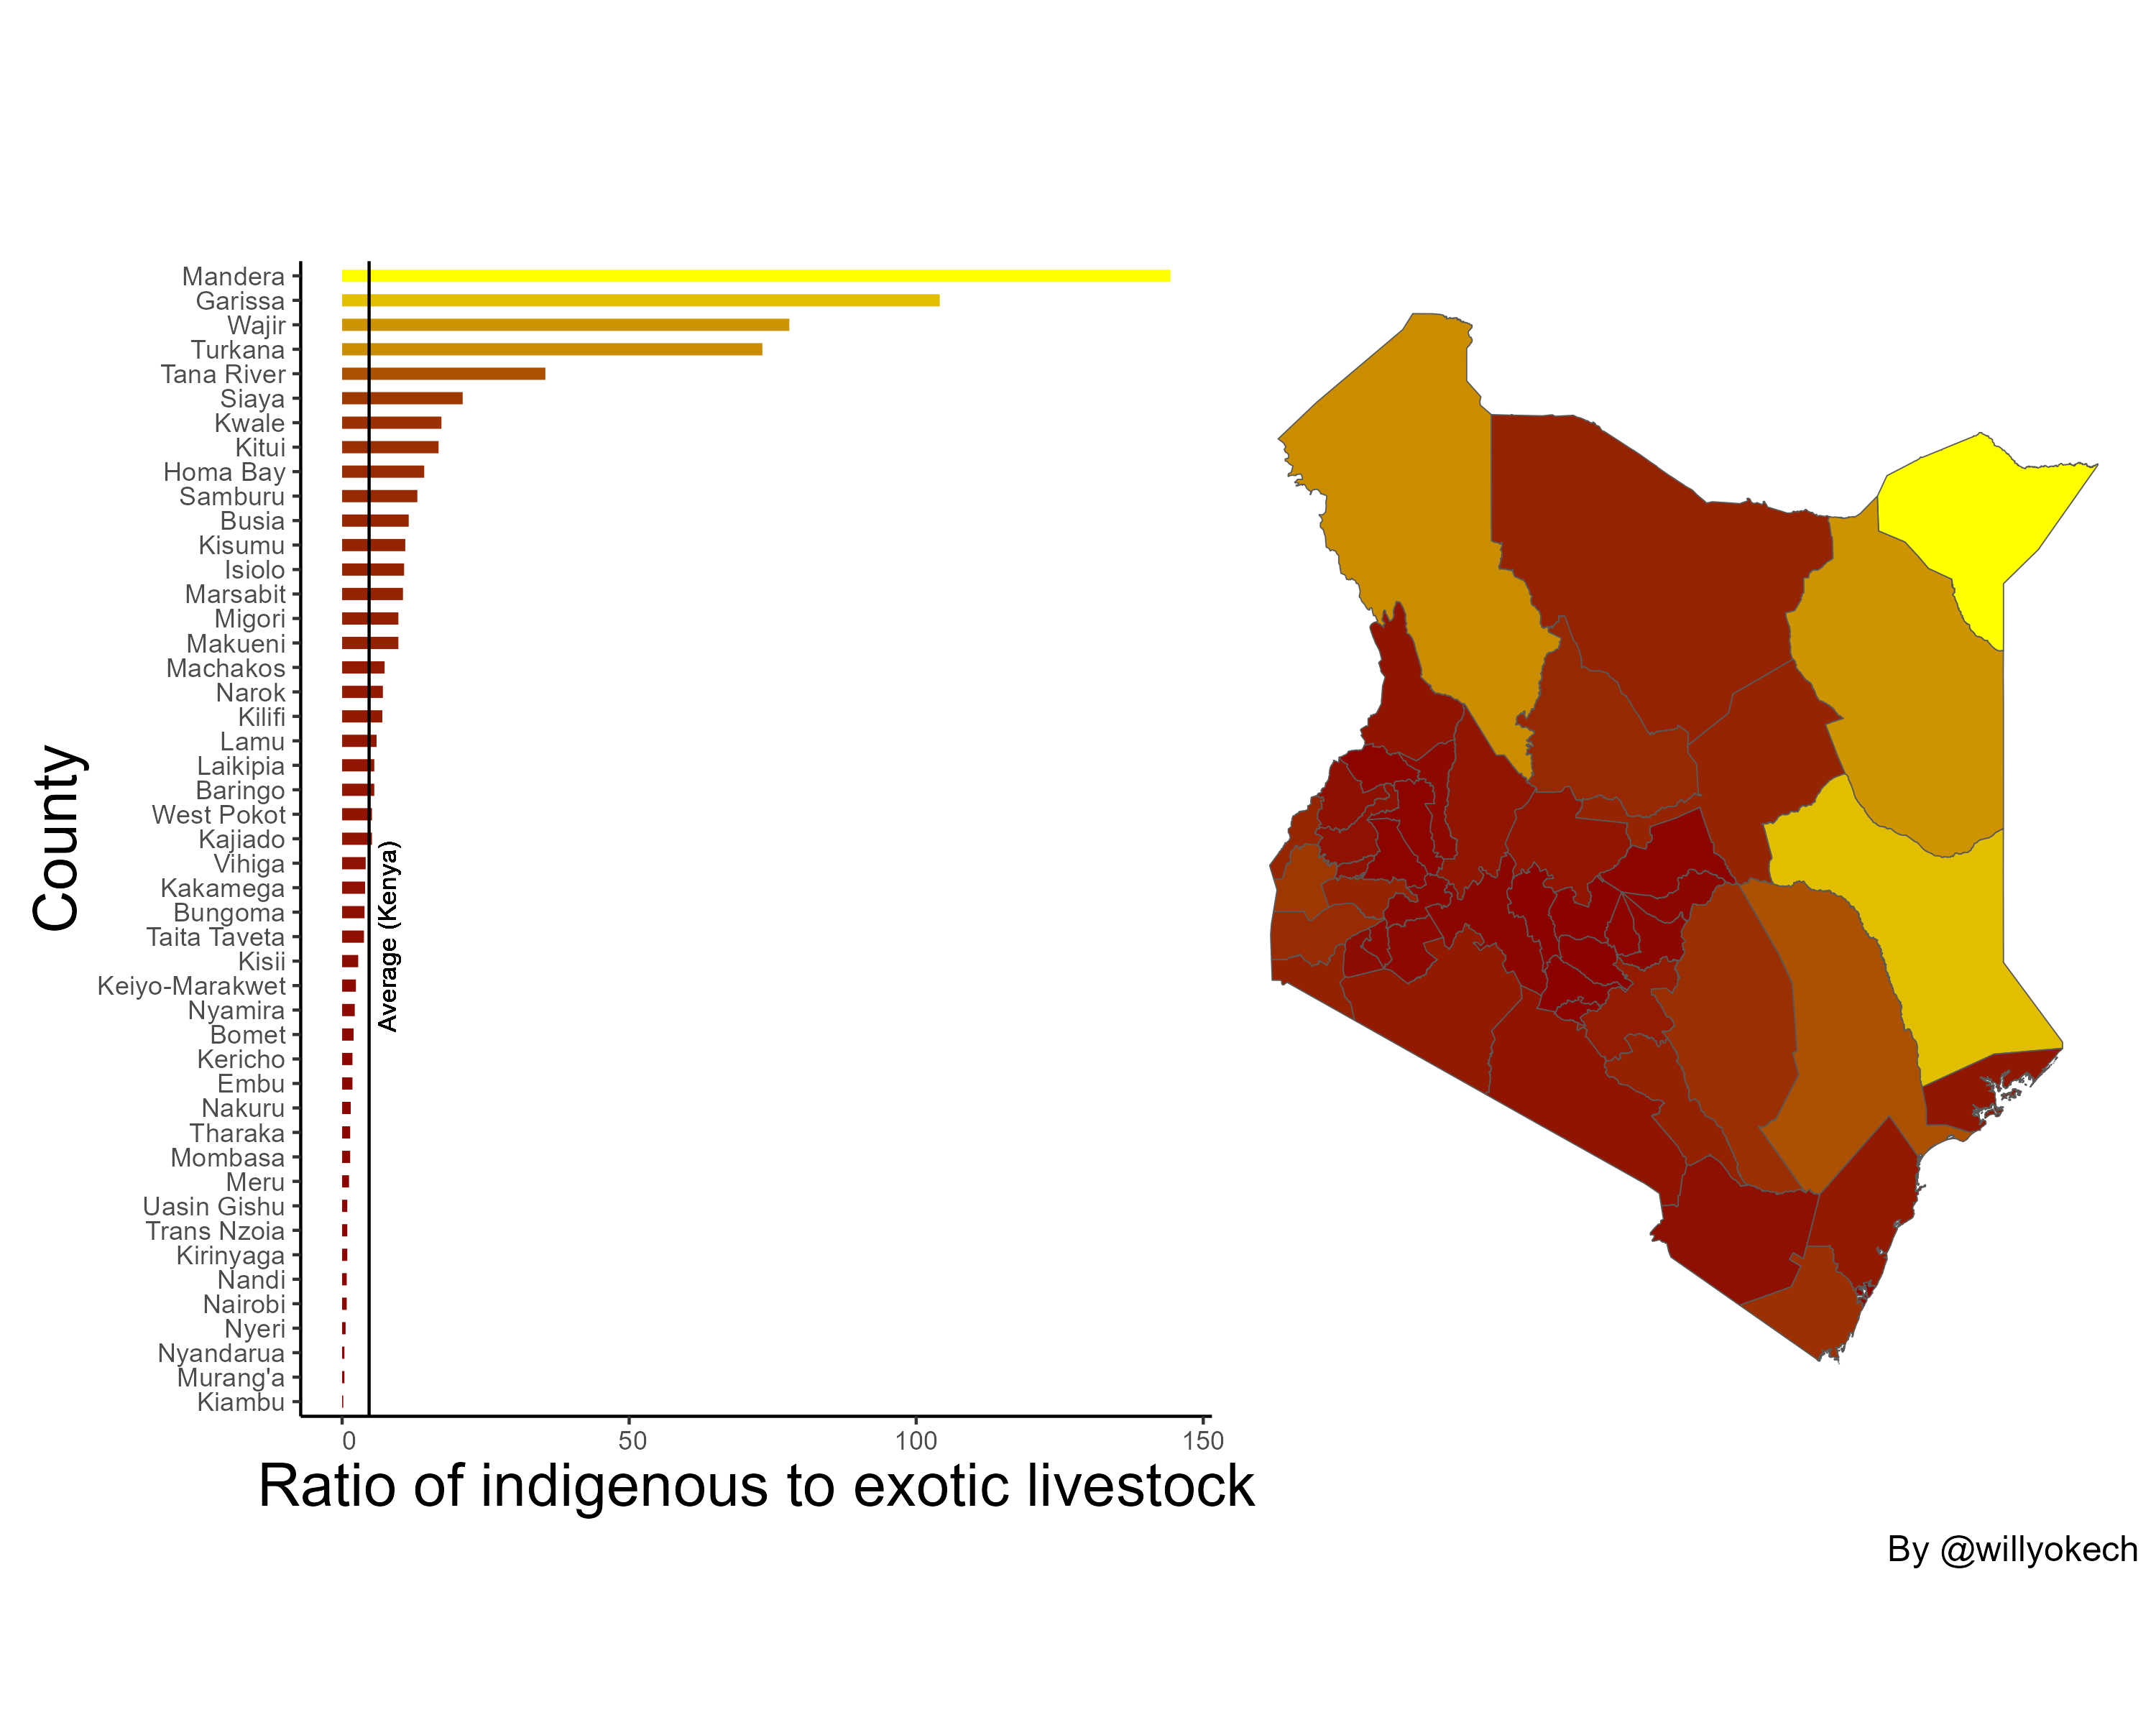 County
Mandera
Garissa
Wajir
Turkana
Tana River
Siaya
Kwale
Kitui
Homa Bay
Samburu
Busia
Kisumu
Isiolo
Marsabit
Migori
Makueni
Machakos
Narok
Kilifi
Lamu
Laikipia
Baringo
West Pokot
Kajiado
Vihiga
Kakamega
Bungoma
Taita Taveta
Kisii
Keiyo-Marakwet
Nyamira
Bomet
Kericho
Embu
Nakuru
Tharaka
Mombasa
Meru
Uasin Gishu
Trans Nzoia
Kirinyaga
Nandi
Nairobi
Nyeri
Nyandarua
Murang'a
Kiambu
Average (Kenya)
0 50 100 150
Ratio of indigenous to exotic livestock
By @willyokech